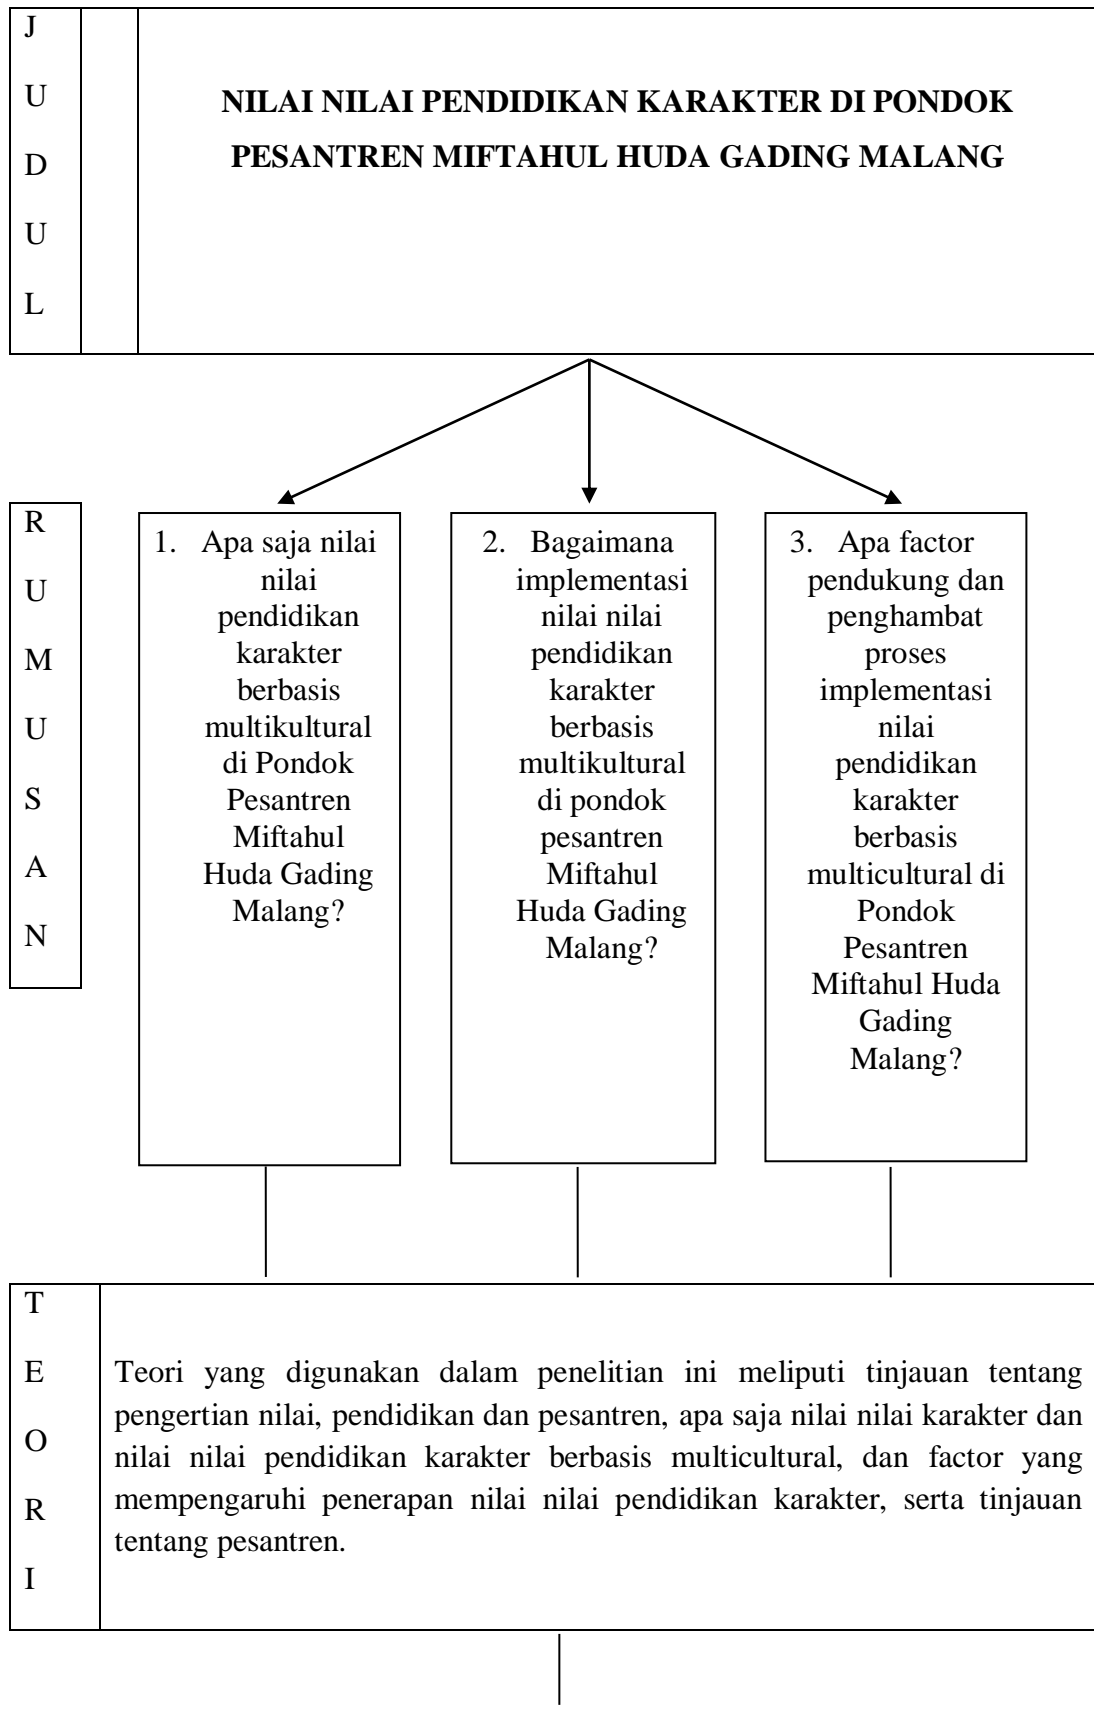 J
U
D
U
L
NILAI NILAI PENDIDIKAN KARAKTER DI PONDOK
PESANTREN MIFTAHUL HUDA GADING MALANG
R
U
M
U
S
A
N
1. Apa saja nilai
nilai
pendidikan
karakter
berbasis
multikultural
di Pondok
Pesantren
Miftahul
Huda Gading
Malang?
2. Bagaimana
implementasi
nilai nilai
pendidikan
karakter
berbasis
multikultural
di pondok
pesantren
Miftahul
Huda Gading
Malang?
3. Apa factor
pendukung dan
penghambat
proses
implementasi
nilai
pendidikan
karakter
berbasis
multicultural di
Pondok
Pesantren
Miftahul Huda
Gading
Malang?
T
E
O
R
I
Teori yang digunakan dalam penelitian ini meliputi tinjauan tentang
pengertian nilai, pendidikan dan pesantren, apa saja nilai nilai karakter dan
nilai nilai pendidikan karakter berbasis multicultural, dan factor yang
mempengaruhi penerapan nilai nilai pendidikan karakter, serta tinjauan
tentang pesantren.